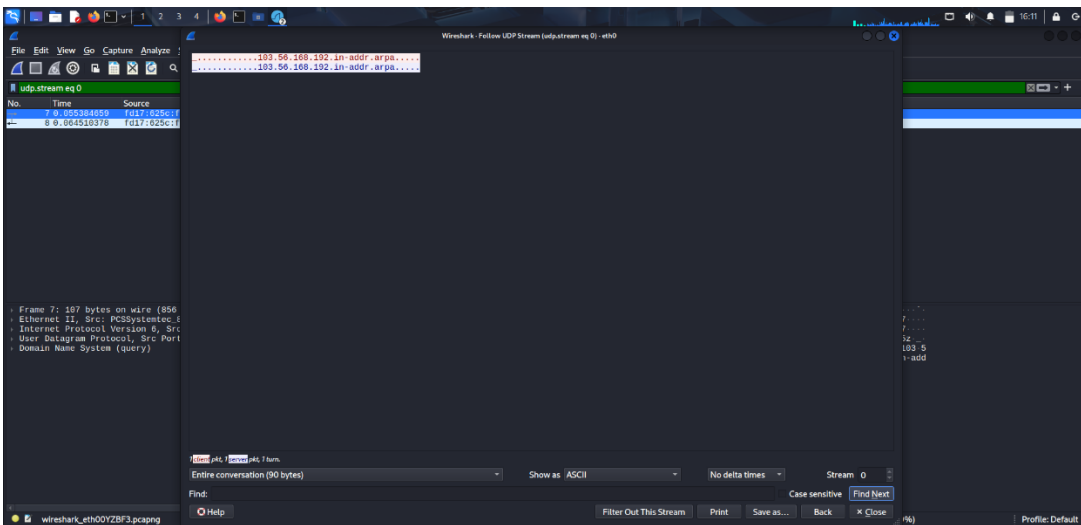 1 2 3 4
16:11
Wireshark · Follow UDP Stream (udp.stream eq 0) · eth0
File Edit View Go Capture Analyze
udp.stream eq 0
No. Time Source
7 0.055384659 fd17:625c:f
8 0.064510378 fd17:625c:f
_............103.56.168.192.in-addr.arpa.....
_............103.56.168.192.in-addr.arpa.....
Frame 7: 107 bytes on wire (856
Ethernet II, Src: PCSSystemtec_
Internet Protocol Version 6, Src
User Datagram Protocol, Src Port
Domain Name System (query)
103 5
n-add
1 client pkt, 1 server pkt, 1 turn.
Entire conversation (90 bytes)
Show as ASCII
No delta times
Stream 0
Find:
Case sensitive
Find Next
Help
Filter Out This Stream
Print
Save as...
Back
Close
wireshark_eth00YZBF3.pcapng
Profile: Default